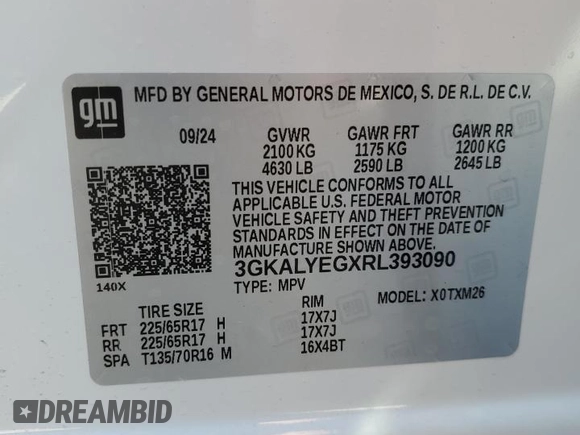 gm
MFD BY GENERAL MOTORS DE MEXICO, S. DE R.L. DE C.V.
09/24 GVWR GAWR FRT GAWR RR
2100 KG 1175 KG 1200 KG
4630 LB 2590 LB 2645 LB
THIS VEHICLE CONFORMS TO ALL
APPLICABLE U.S. FEDERAL MOTOR
VEHICLE SAFETY AND THEFT PREVENTION
STANDARDS IN EFFECT ON THE DATE OF
MANUFACTURE SHOWN ABOVE.
3GKALYEGXRL393090
140X
TYPE: MPV MODEL: X0TXM26
TIRE SIZE RIM
FRT 225/65R17 H 17X7J
RR 225/65R17 H 17X7J
SPA T135/70R16 M 16X4BT
DREAMBID